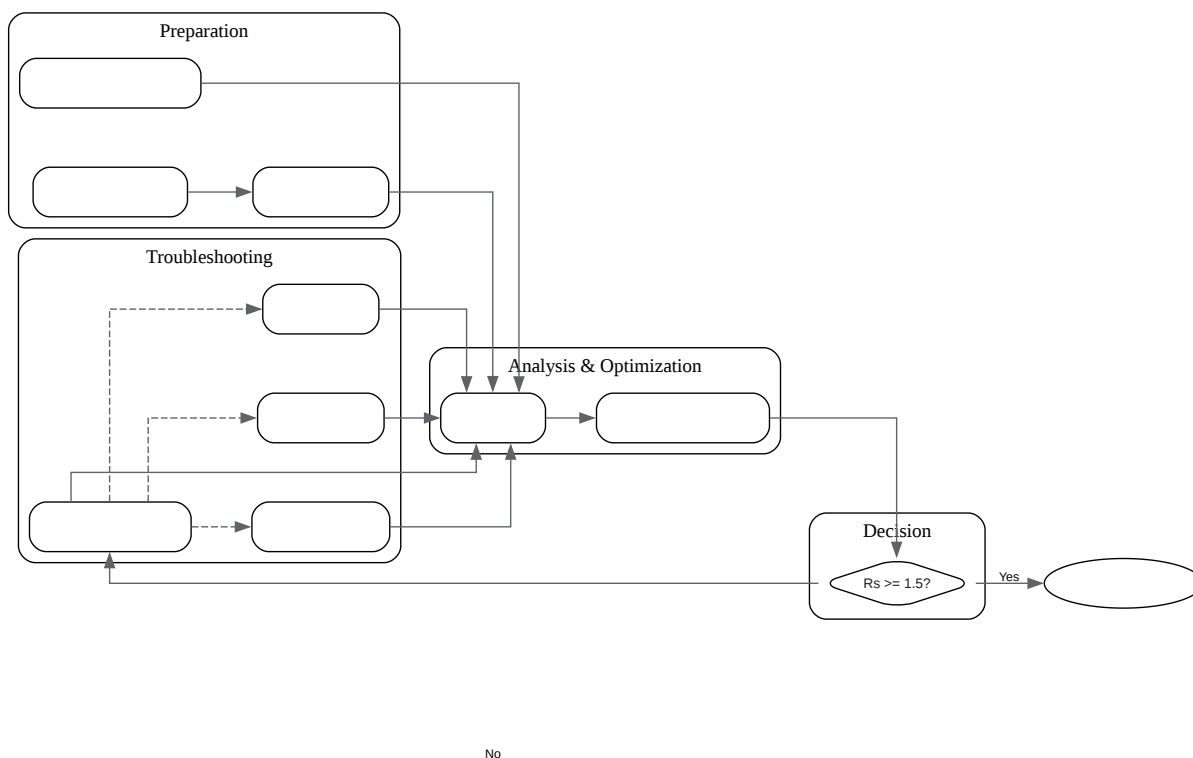 Preparation
Troubleshooting
Analysis & Optimization
Decision
Rs >= 1.5?
Yes
No